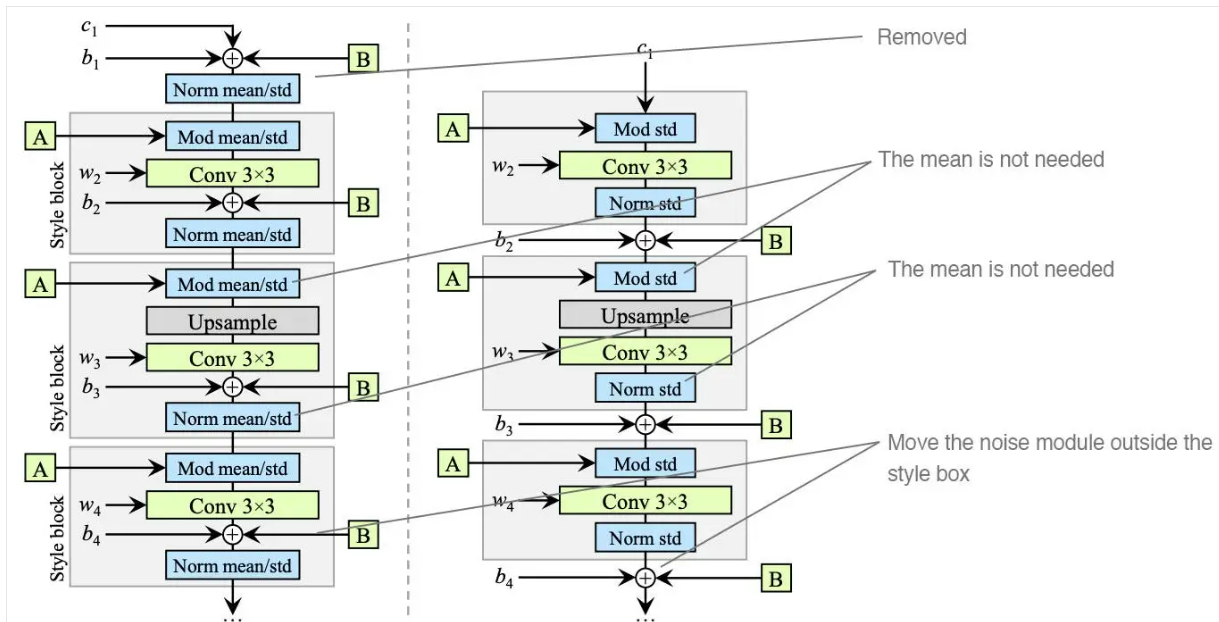 c₁
b₁
B
Norm mean/std
A
Mod mean/std
w₂
Conv 3×3
b₂
B
Norm mean/std
Style block
A
Mod mean/std
Upsample
w₃
Conv 3×3
b₃
B
Norm mean/std
Style block
A
Mod mean/std
w₄
Conv 3×3
b₄
B
Norm mean/std
Style block
...
c₁
A
Mod std
w₂
Conv 3×3
Norm std
b₂
B
A
Mod std
Upsample
w₃
Conv 3×3
Norm std
b₃
B
A
Mod std
w₄
Conv 3×3
Norm std
b₄
B
...
Removed
The mean is not needed
The mean is not needed
Move the noise module outside the
style box